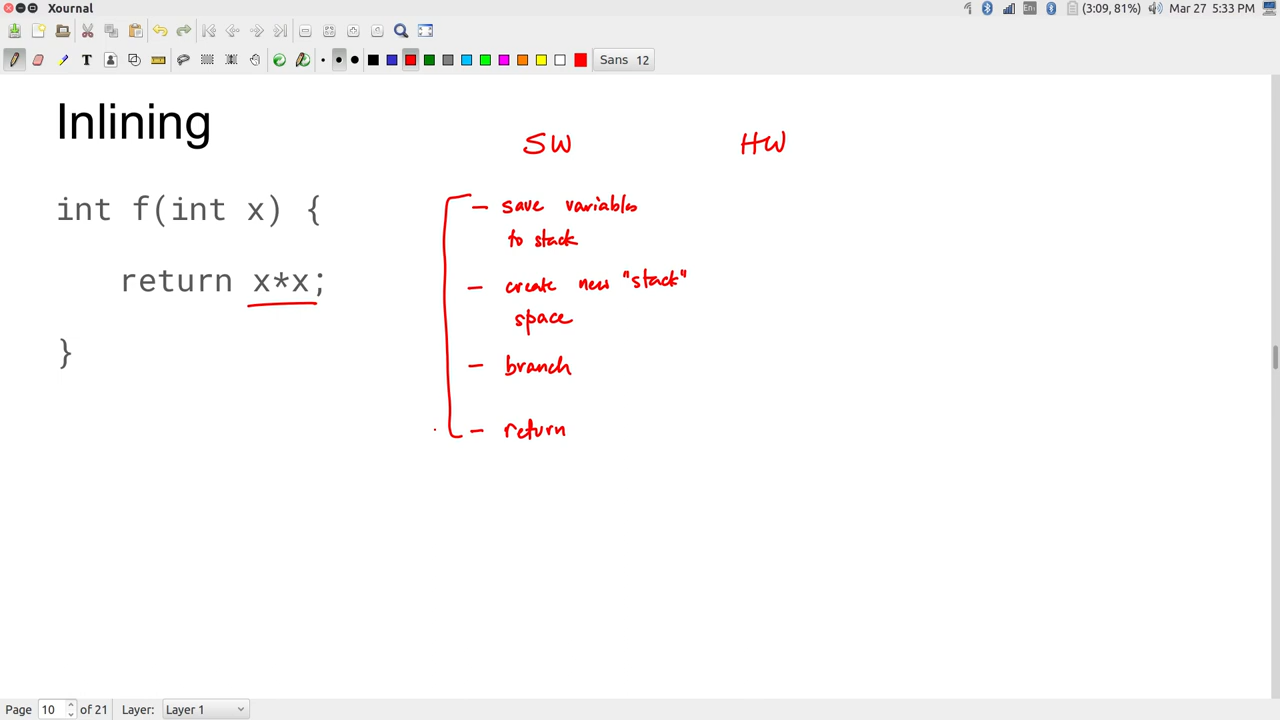 Xournal
En
(3:09, 81%)
Mar 27 5:33 PM
T
Sans 12
Inlining
SW
HW
int f(int x) {
return x*x;
}
- save variables
to stack
- create new "stack"
space
- branch
- return
Page 10 of 21 Layer: Layer 1